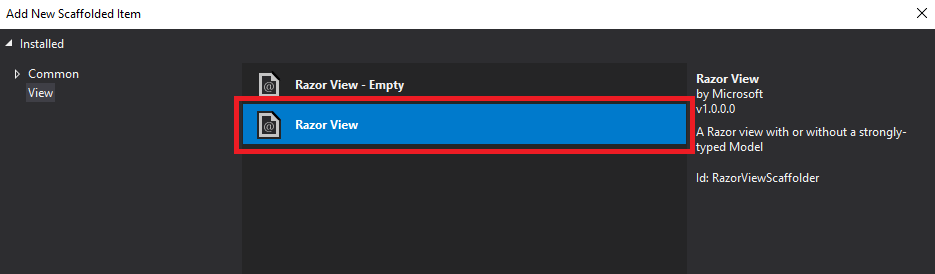 Add New Scaffolded Item
Installed
Common
View
Razor View - Empty
Razor View
Razor View
by Microsoft
v1.0.0.0
A Razor view with or without a strongly-
typed Model
Id: RazorViewScaffolder